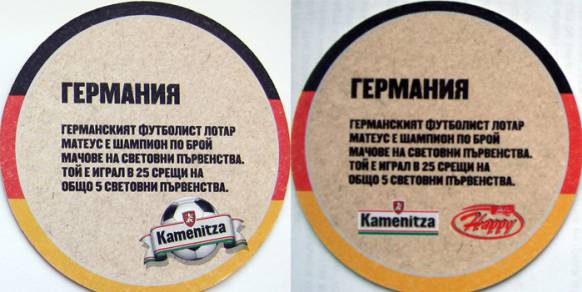 ГЕРМАНИЯ
ГЕРМАНСКИЯТ ФУТБОЛИСТ ЛОТАР
МАТЕУС Е ШАМПИОН ПО БРОЙ
МАЧОВЕ НА СВЕТОВНИ ПЪРВЕНСТВА.
ТОЙ Е ИГРАЛ В 25 СРЕЩИ НА
ОБЩО 5 СВЕТОВНИ ПЪРВЕНСТВА.
Kamenitza
ГЕРМАНИЯ
ГЕРМАНСКИЯТ ФУТБОЛИСТ ЛОТАР
МАТЕУС Е ШАМПИОН ПО БРОЙ
МАЧОВЕ НА СВЕТОВНИ ПЪРВЕНСТВА.
ТОЙ Е ИГРАЛ В 25 СРЕЩИ НА
ОБЩО 5 СВЕТОВНИ ПЪРВЕНСТВА.
Kamenitza
Happy